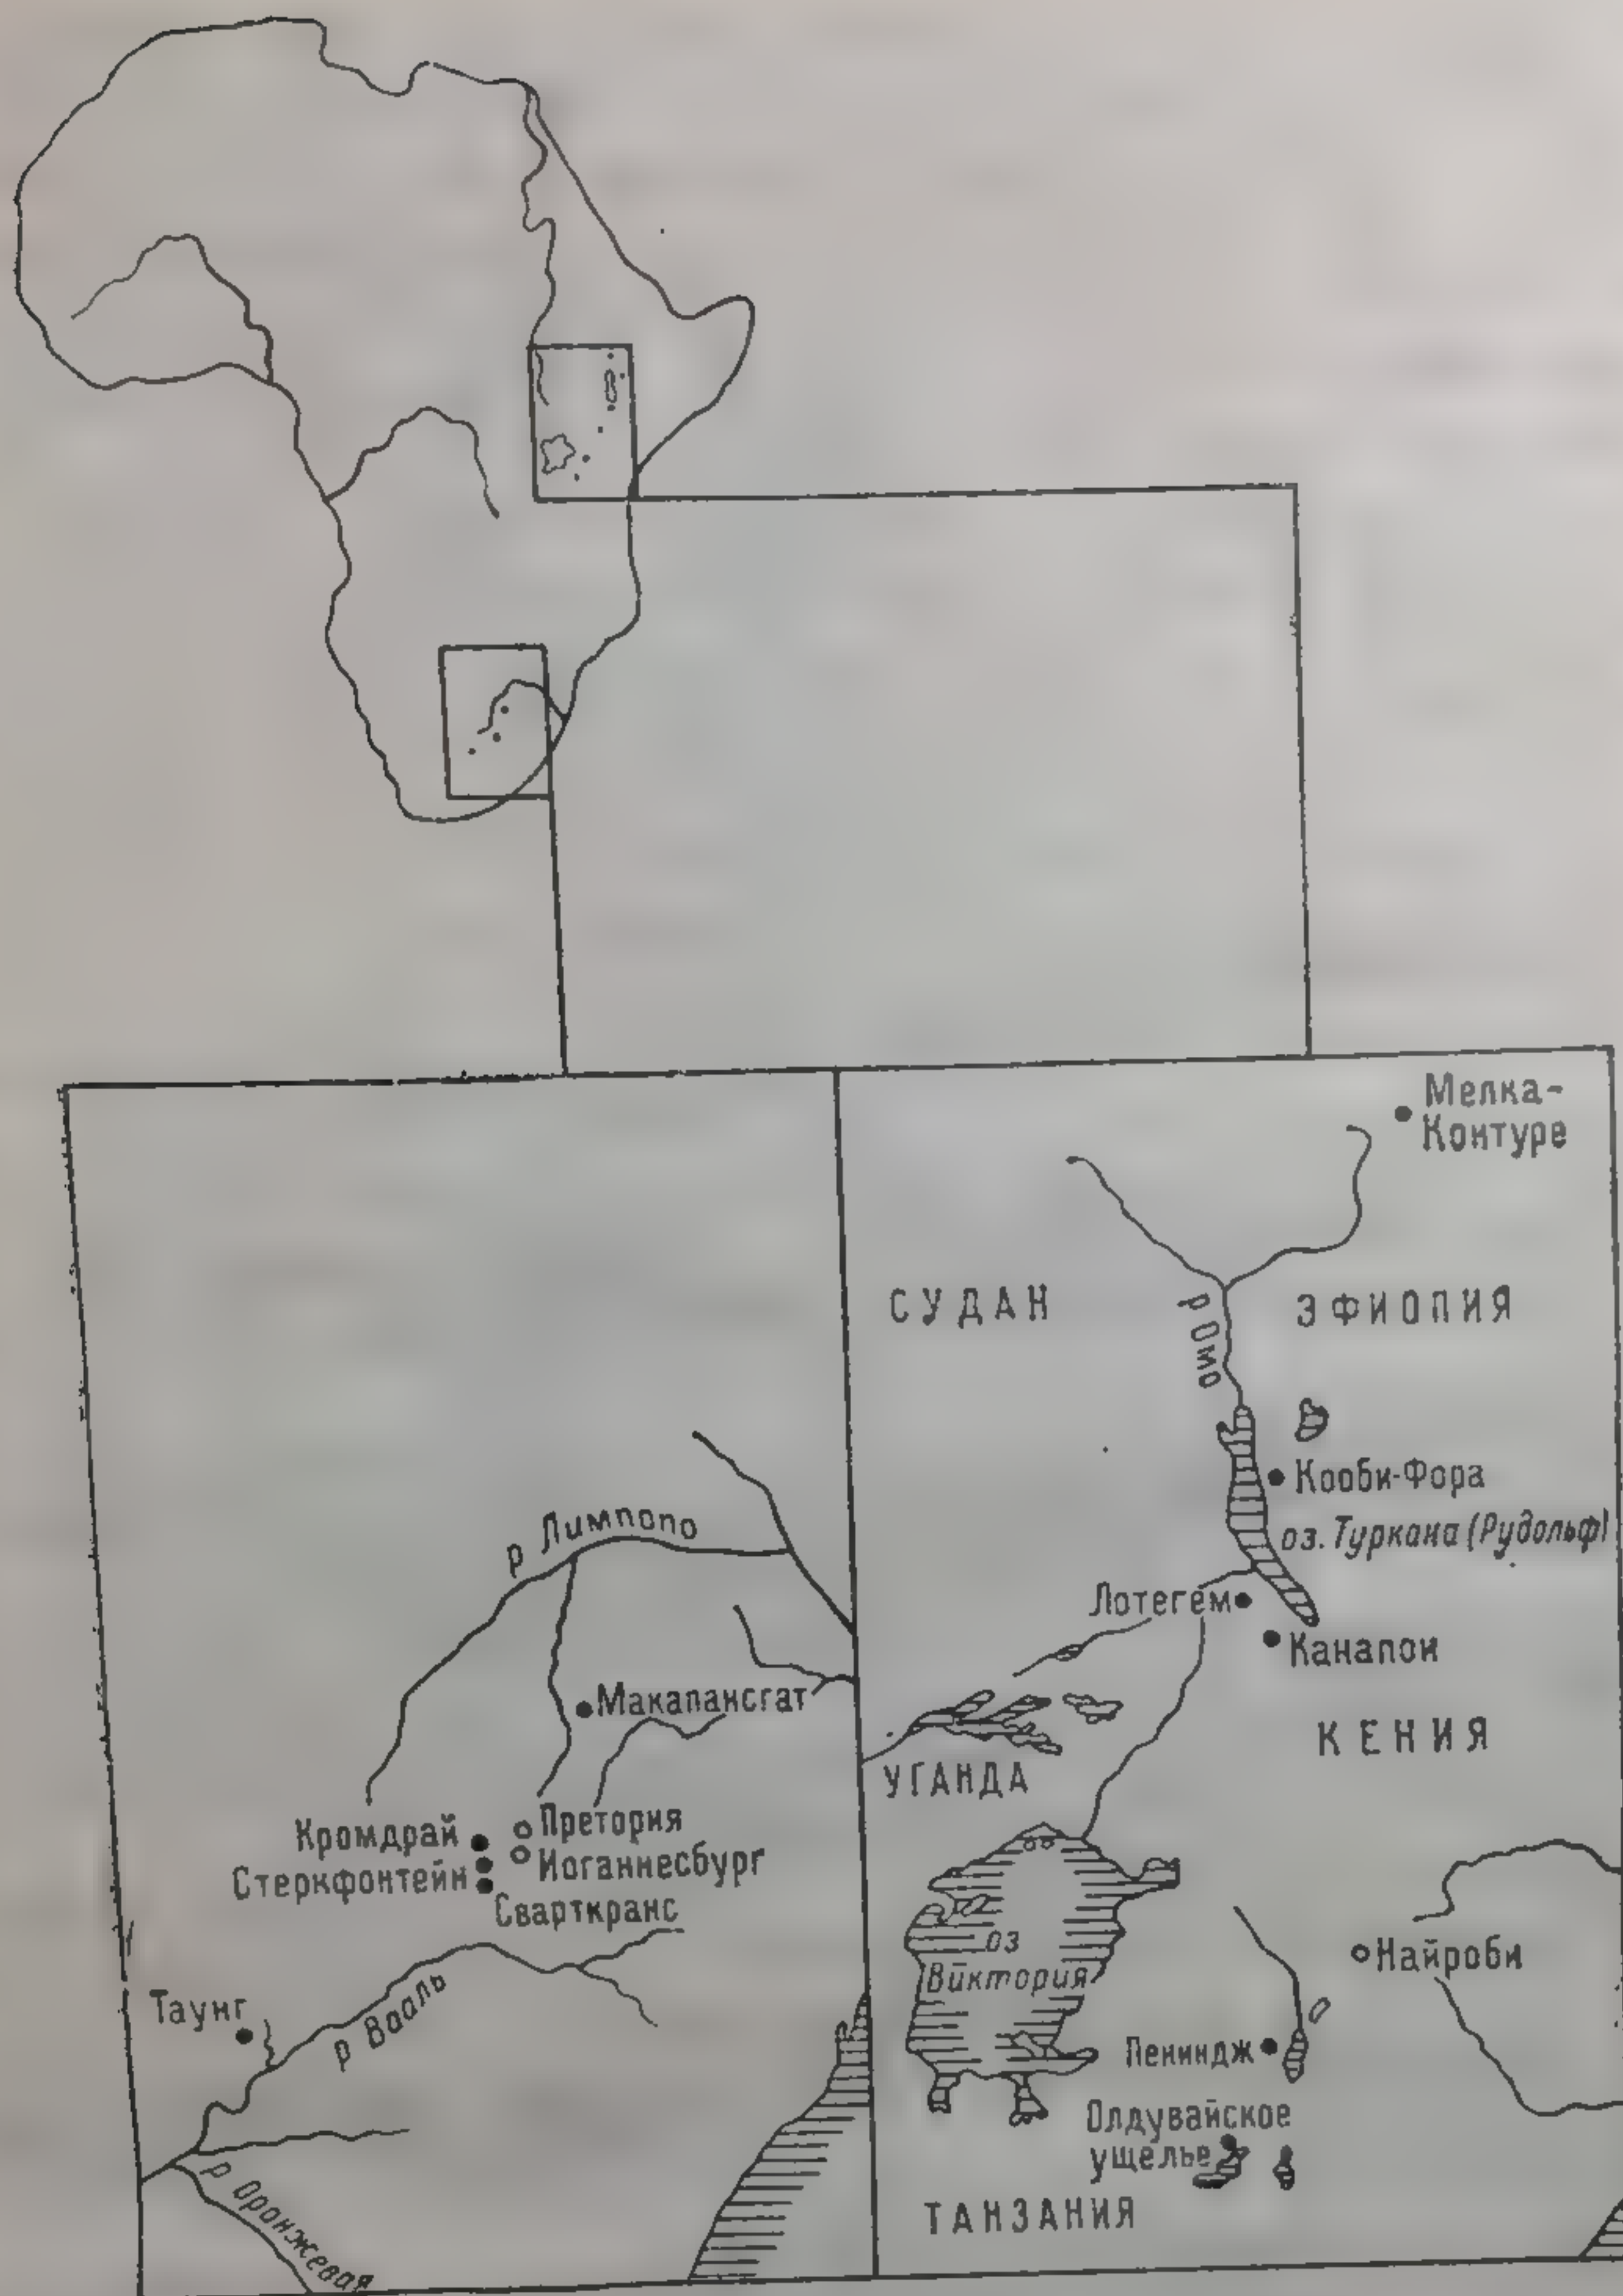 р Лимпопо
Макапансгат
Кромдрай
Претория
Стеркфонтейн
Иоганнесбург
Сварткранс
Таунг
р Вааль
р Оранжевая
Мелка-
Контуре
СУДАН
р Омо
ЭФИОПИЯ
Кооби-Фора
оз. Туркана (Рудольф)
Лотегем
Канапои
КЕНИЯ
УГАНДА
оз
Виктория
Найроби
Пениндж
Олдувайское
ущелье
ТАНЗАНИЯ